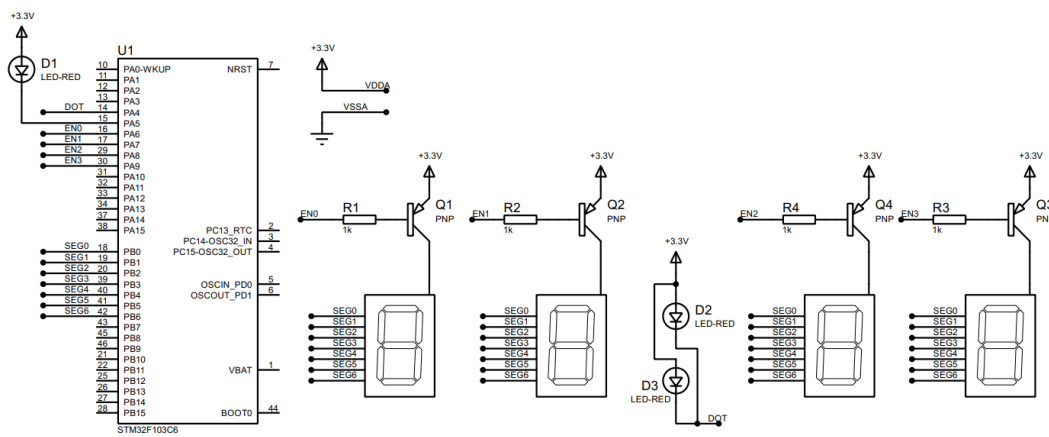 +3.3V
D1
LED-RED
U1
10 PA0-WKUP
11 PA1
12 PA2
13 PA3
DOT 14 PA4
15 PA5
EN0 16 PA6
EN1 17 PA7
EN2 29 PA8
EN3 30 PA9
31 PA10
32 PA11
33 PA12
34 PA13
37 PA14
38 PA15
SEG0 18 PB0
SEG1 19 PB1
SEG2 20 PB2
SEG3 39 PB3
SEG4 40 PB4
SEG5 41 PB5
SEG6 42 PB6
43 PB7
45 PB8
46 PB9
21 PB10
22 PB11
25 PB12
26 PB13
27 PB14
28 PB15
NRST 7
PC13_RTC 2
PC14-OSC32_IN 3
PC15-OSC32_OUT 4
OSCIN_PD0 5
OSCOUT_PD1 6
VBAT 1
BOOT0 44
STM32F103C6
+3.3V
VDDA
VSSA
+3.3V
EN0
R1
1k
Q1
PNP
SEG0
SEG1
SEG2
SEG3
SEG4
SEG5
SEG6
+3.3V
EN1
R2
1k
Q2
PNP
SEG0
SEG1
SEG2
SEG3
SEG4
SEG5
SEG6
+3.3V
D2
LED-RED
D3
LED-RED
DOT
+3.3V
EN2
R4
1k
Q4
PNP
SEG0
SEG1
SEG2
SEG3
SEG4
SEG5
SEG6
+3.3V
EN3
R3
1k
Q3
PNP
SEG0
SEG1
SEG2
SEG3
SEG4
SEG5
SEG6